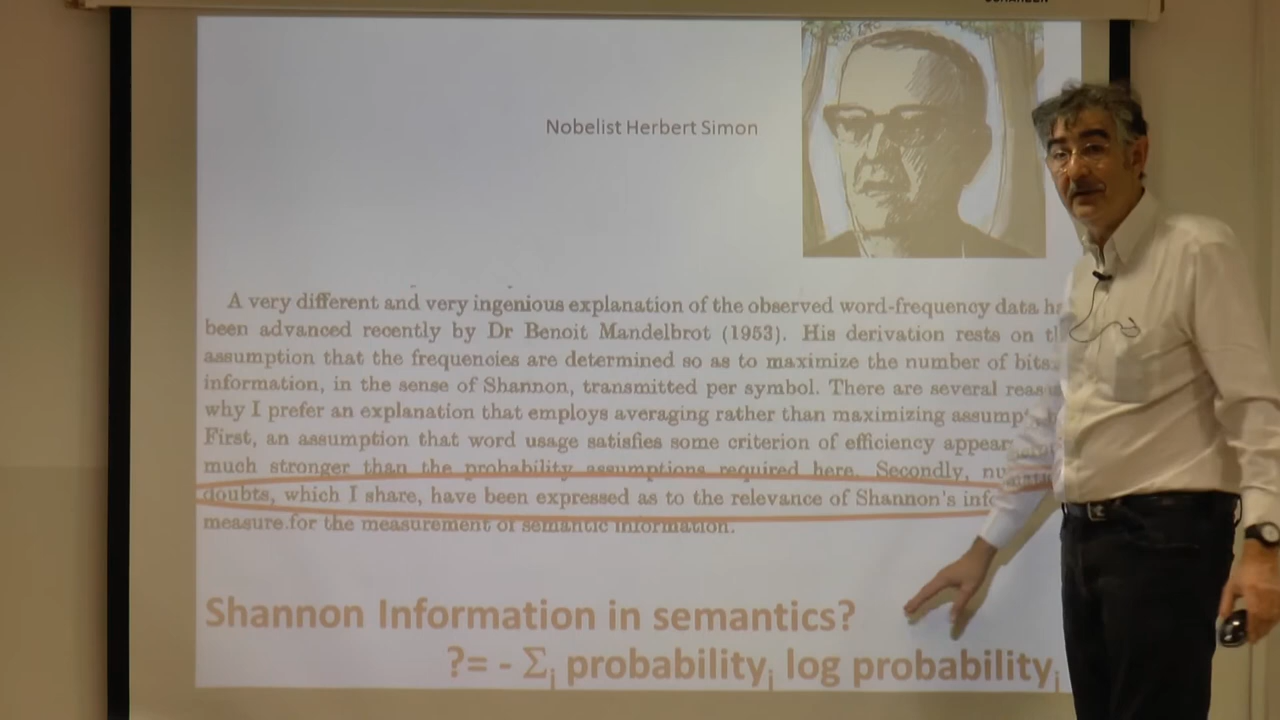 Nobelist Herbert Simon
A very different and very ingenious explanation of the observed word-frequency data
been advanced recently by Dr Benoit Mandelbrot (1953). His derivation rests on
assumption that the frequencies are determined so as to maximize the number of bits
information, in the sense of Shannon, transmitted per symbol. There are several
why I prefer an explanation that employs averaging rather than maximizing
First, an assumption that word usage satisfies some criterion of efficiency
much stronger than the probability assumptions required here. Secondly,
doubts, which I share, have been expressed as to the relevance of Shannon's
measure for the measurement of semantic information.
Shannon Information in semantics?
?= - Σⱼ probabilityⱼ log probabilityⱼ